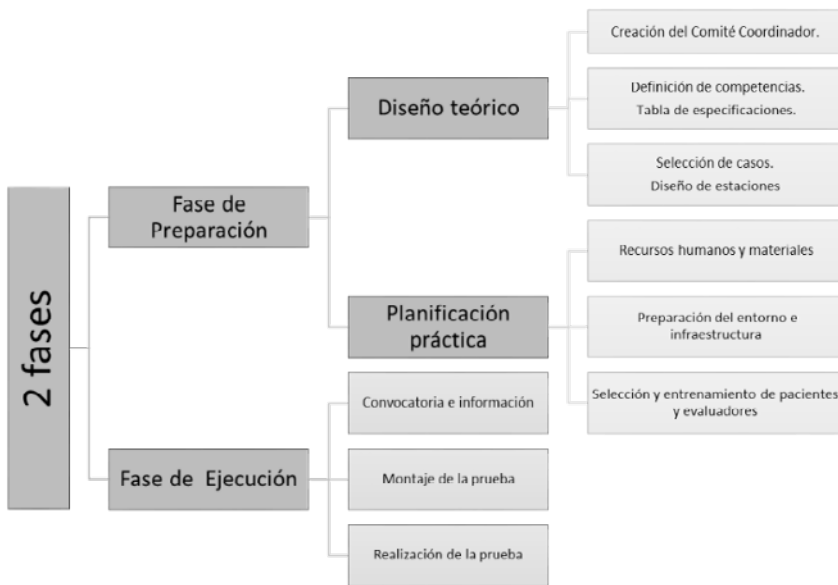 2 fases
Fase de
Preparación
Diseño teórico
Creación del Comité Coordinador.
Definición de competencias.
Tabla de especificaciones.
Selección de casos.
Diseño de estaciones
Planificación
práctica
Recursos humanos y materiales
Preparación del entorno e
infraestructura
Selección y entrenamiento de pacientes
y evaluadores
Fase de Ejecución
Convocatoria e información
Montaje de la prueba
Realización de la prueba